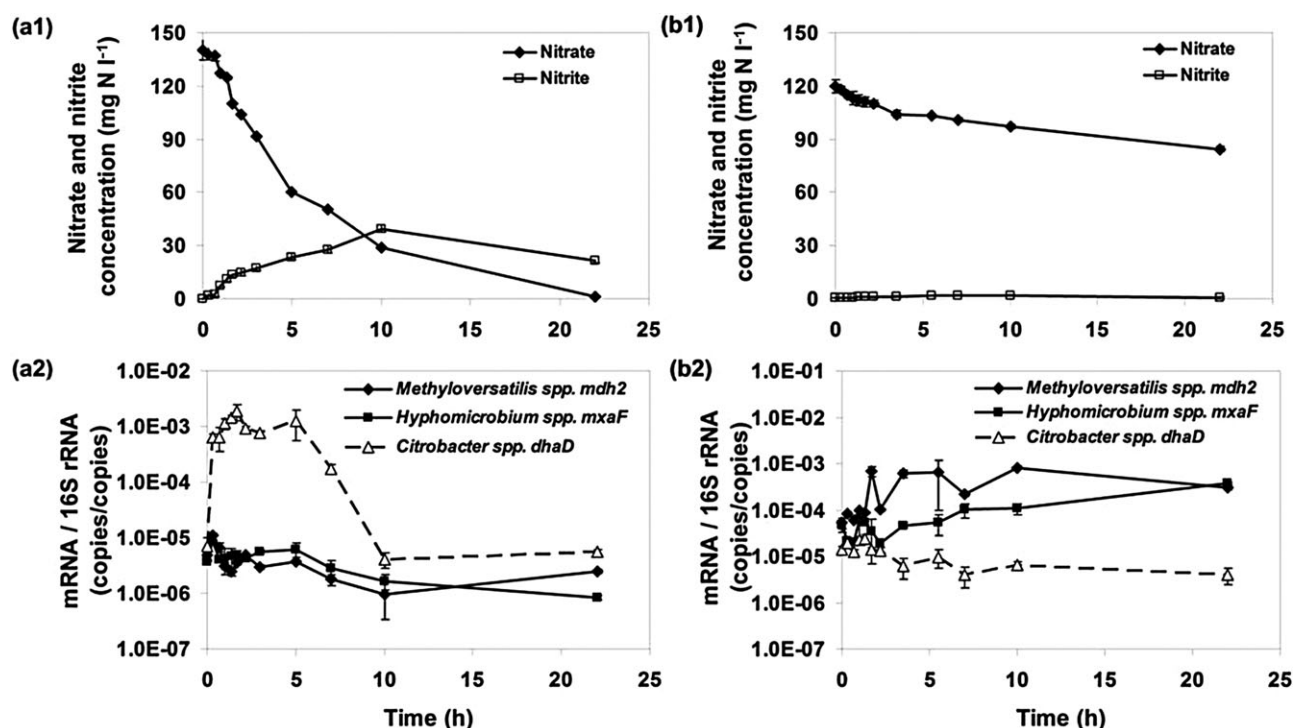 (a1)
Nitrate and nitrite
concentration (mg N l⁻¹)
150
120
90
60
30
0
Nitrate
Nitrite
0 5 10 15 20 25
(b1)
Nitrate and nitrite
concentration (mg N l⁻¹)
150
120
90
60
30
0
Nitrate
Nitrite
0 5 10 15 20 25
(a2)
mRNA / 16S rRNA
(copies/copies)
1.0E-02
1.0E-03
1.0E-04
1.0E-05
1.0E-06
1.0E-07
Methyloversatilis spp. mdh2
Hyphomicrobium spp. mxaF
Citrobacter spp. dhaD
0 5 10 15 20 25
Time (h)
(b2)
mRNA / 16S rRNA
(copies/copies)
1.0E-01
1.0E-02
1.0E-03
1.0E-04
1.0E-05
1.0E-06
1.0E-07
Methyloversatilis spp. mdh2
Hyphomicrobium spp. mxaF
Citrobacter spp. dhaD
0 5 10 15 20 25
Time (h)